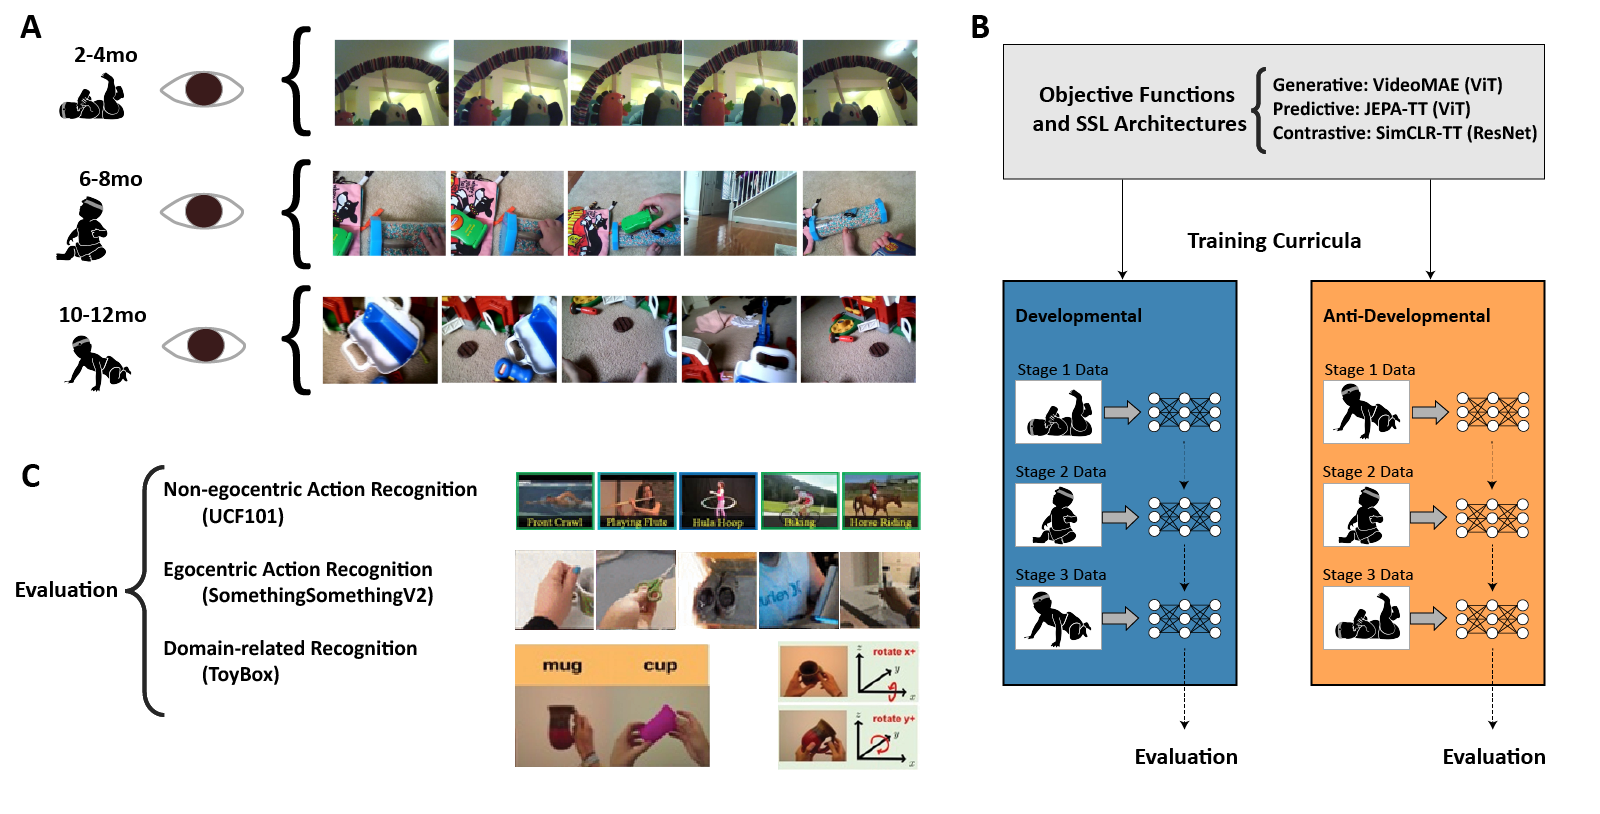 A
2-4mo
6-8mo
10-12mo
B
Objective Functions
and SSL Architectures
Generative: VideoMAE (ViT)
Predictive: JEPA-TT (ViT)
Contrastive: SimCLR-TT (ResNet)
Training Curricula
Developmental
Stage 1 Data
Stage 2 Data
Stage 3 Data
Evaluation
Anti-Developmental
Stage 1 Data
Stage 2 Data
Stage 3 Data
Evaluation
C
Evaluation
Non-egocentric Action Recognition
(UCF101)
Egocentric Action Recognition
(SomethingSomethingV2)
Domain-related Recognition
(ToyBox)
Front Crawl
Playing Flute
Hula Hoop
Biking
Horse Riding
mug
cup
rotate x+
z
y
x
rotate y+
z
y
x